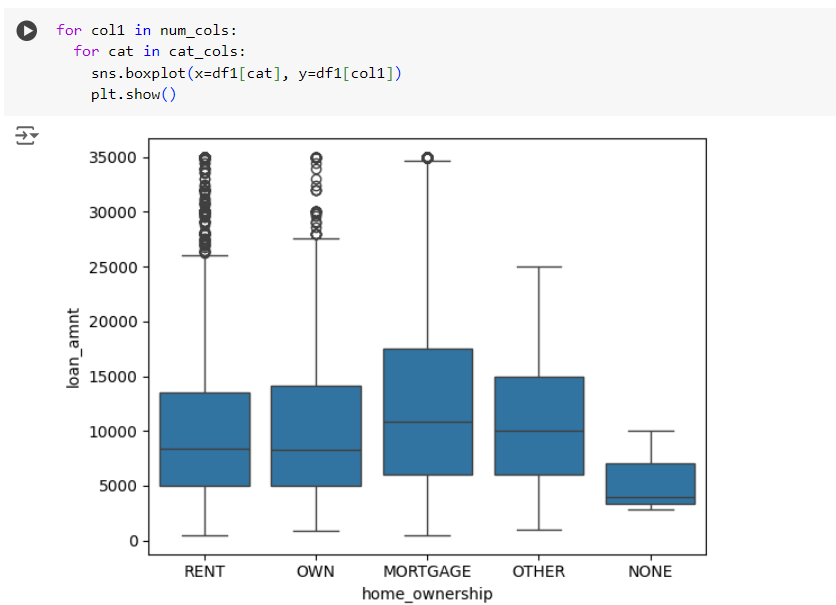 for col1 in num_cols:
  for cat in cat_cols:
    sns.boxplot(x=df1[cat], y=df1[col1])
    plt.show()
35000
30000
25000
20000
15000
10000
5000
0
loan_amnt
RENT OWN MORTGAGE OTHER NONE
home_ownership